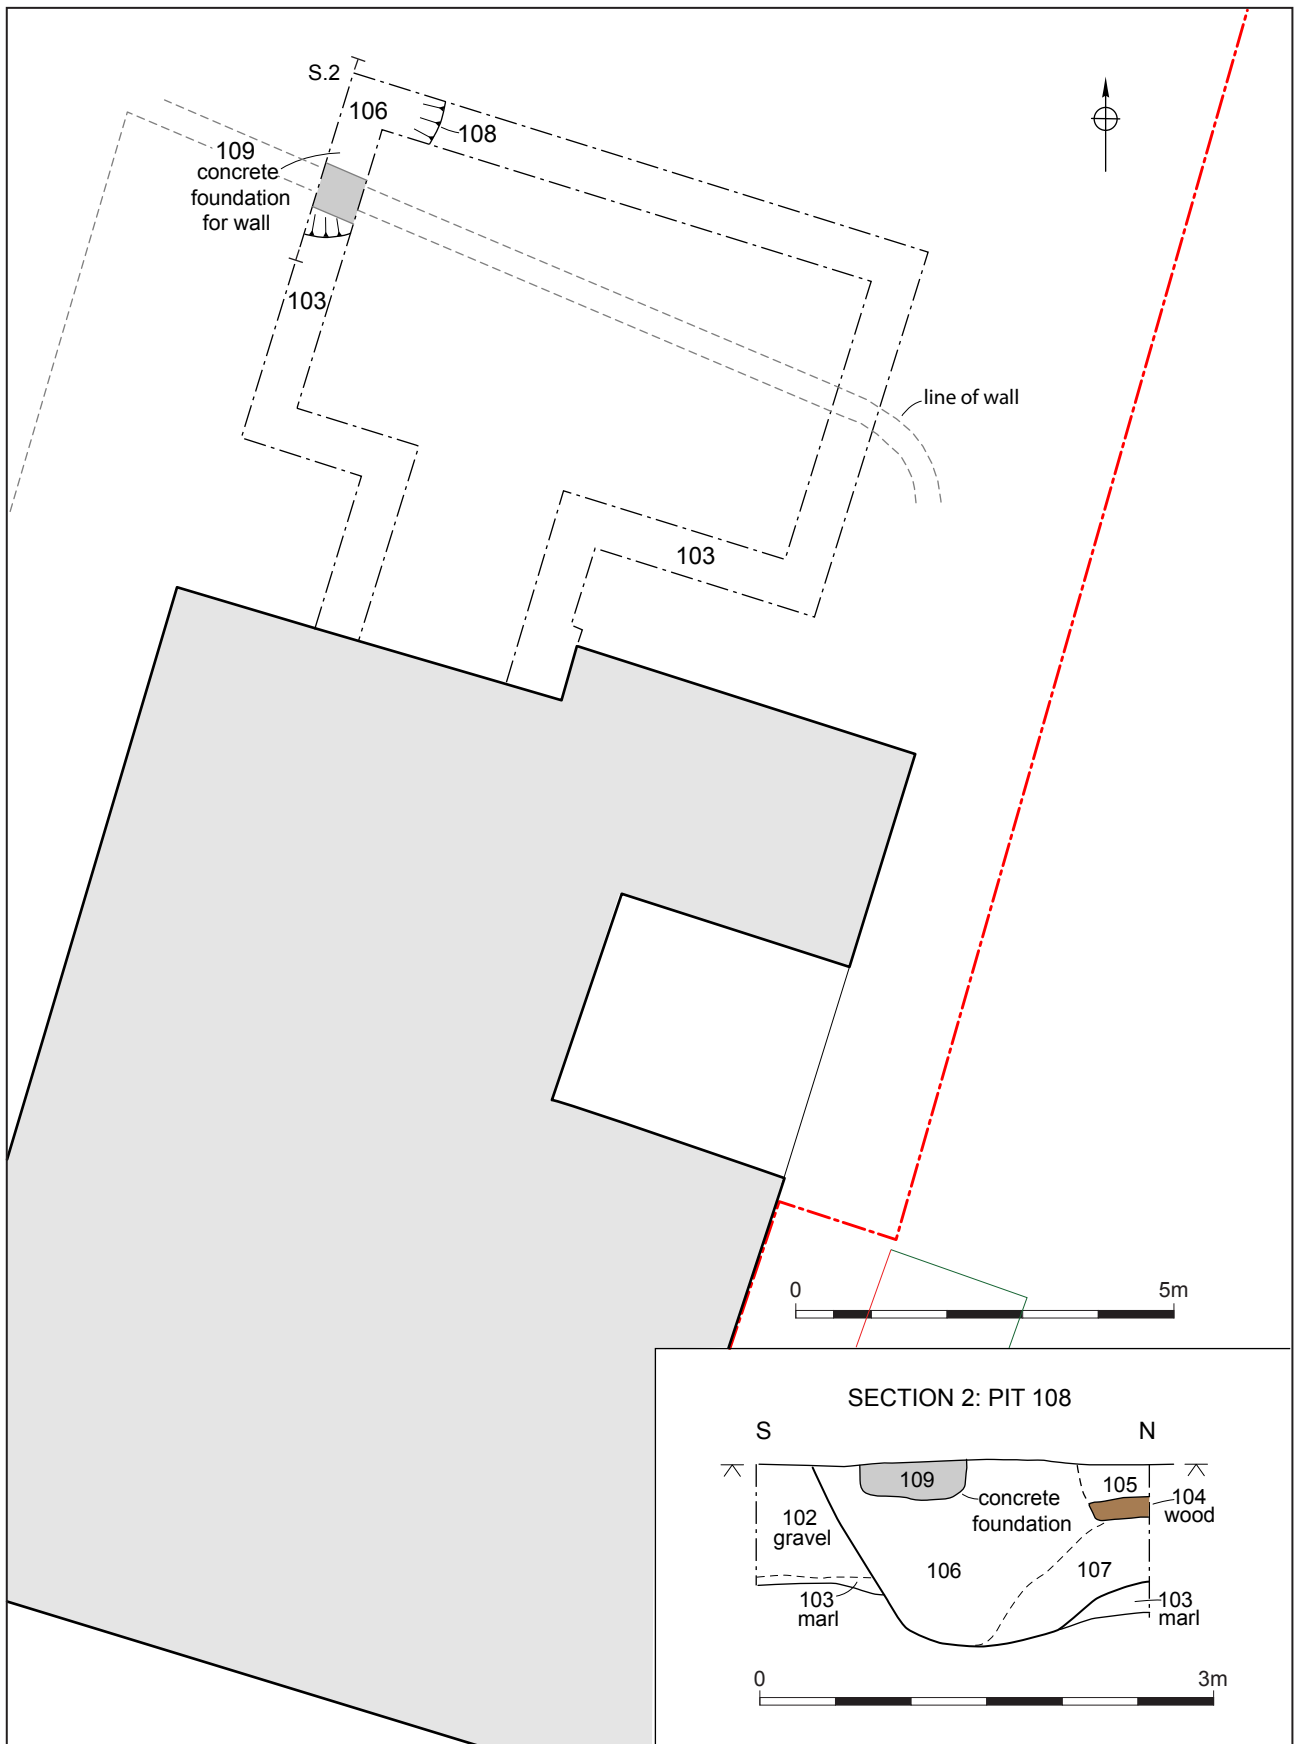 S.2
106
108
109
concrete
foundation
for wall
103
line of wall
103
0 5m
SECTION 2: PIT 108
S N
109
105
concrete
foundation
104
wood
102
gravel
106
107
103
marl
103
marl
0 3m